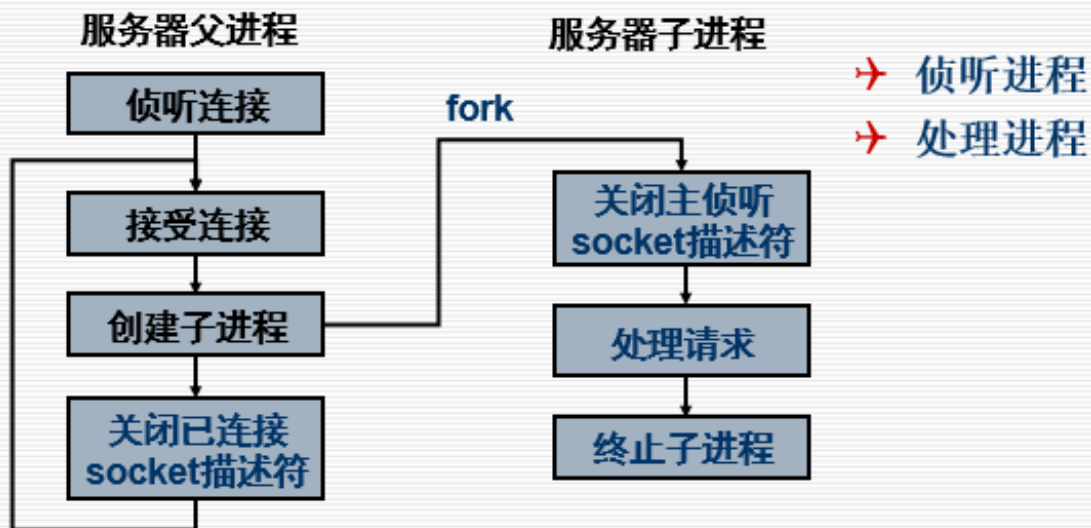 服务器父进程
侦听连接
接受连接
创建子进程
关闭已连接
socket描述符
fork
服务器子进程
关闭主侦听
socket描述符
处理请求
终止子进程
侦听进程
处理进程